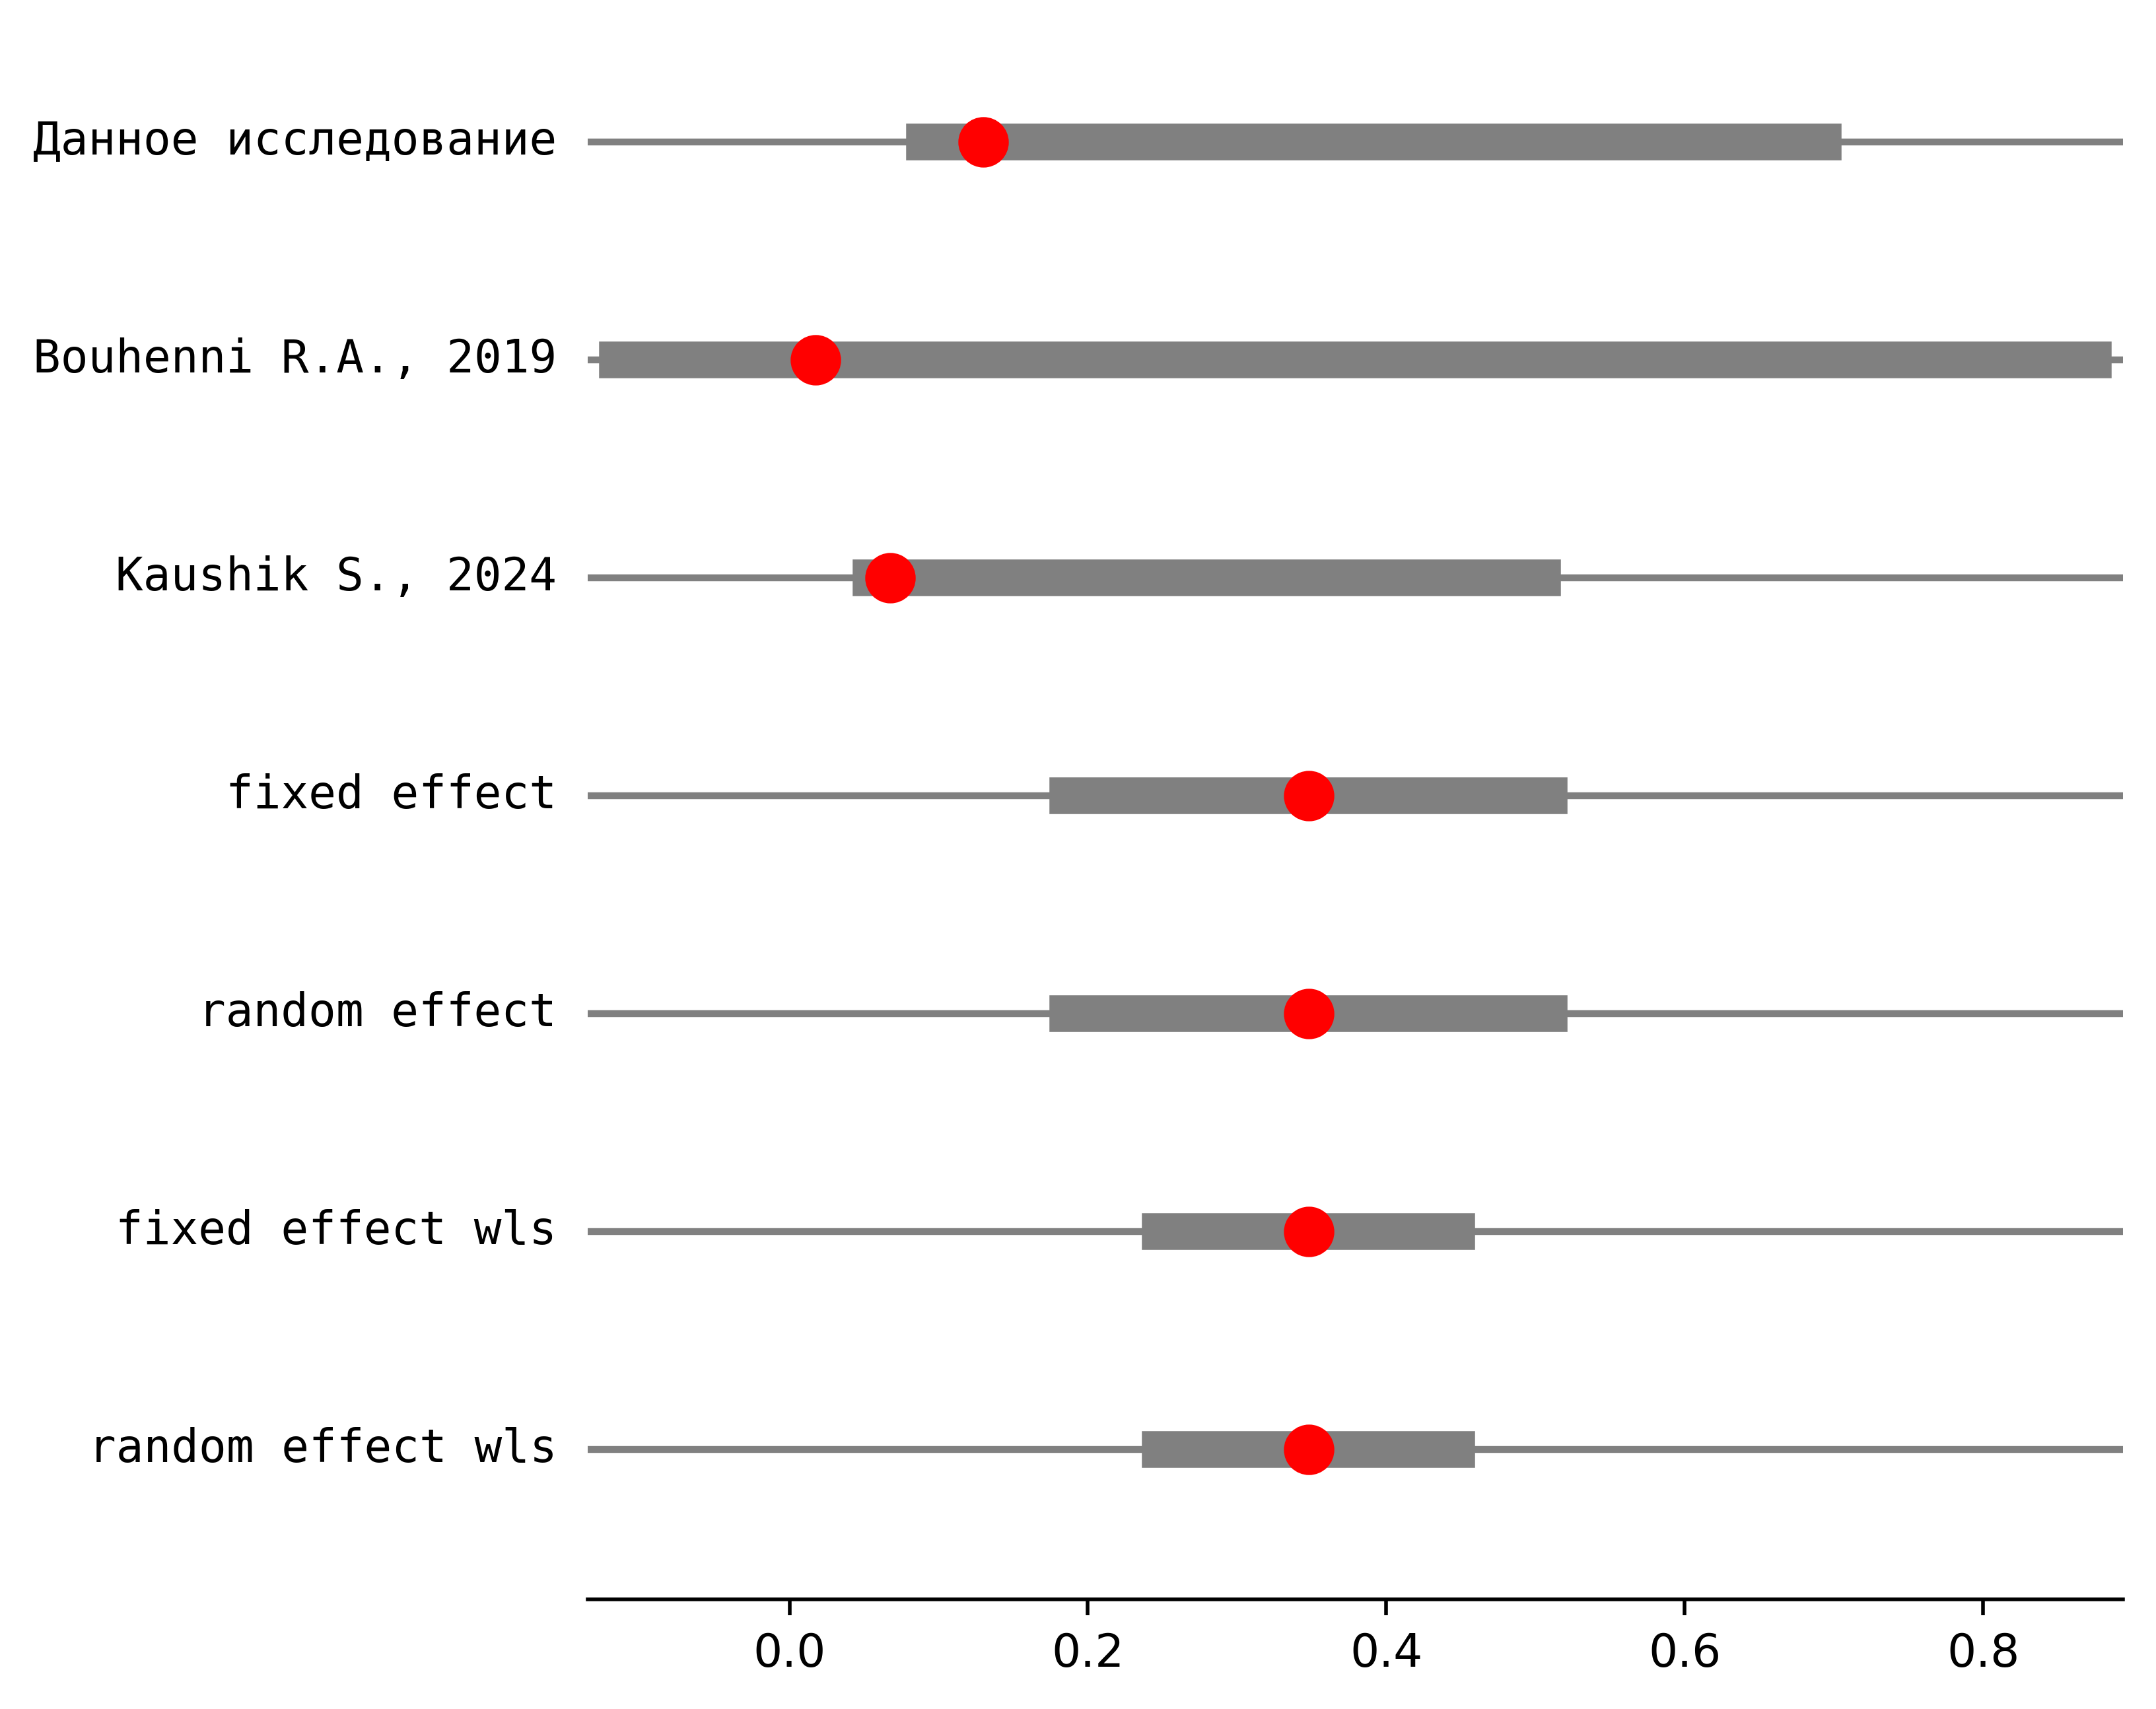 Данное исследование
Bouhenni R.A., 2019
Kaushik S., 2024
fixed effect
random effect
fixed effect wls
random effect wls
0.0 0.2 0.4 0.6 0.8